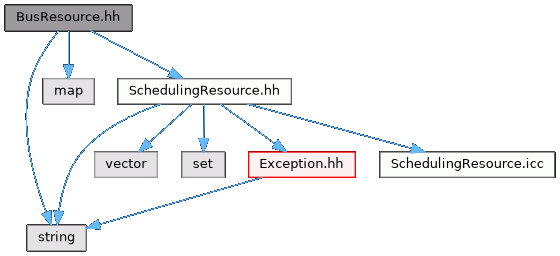 BusResource.hh
map
SchedulingResource.hh
vector
set
Exception.hh
SchedulingResource.icc
string